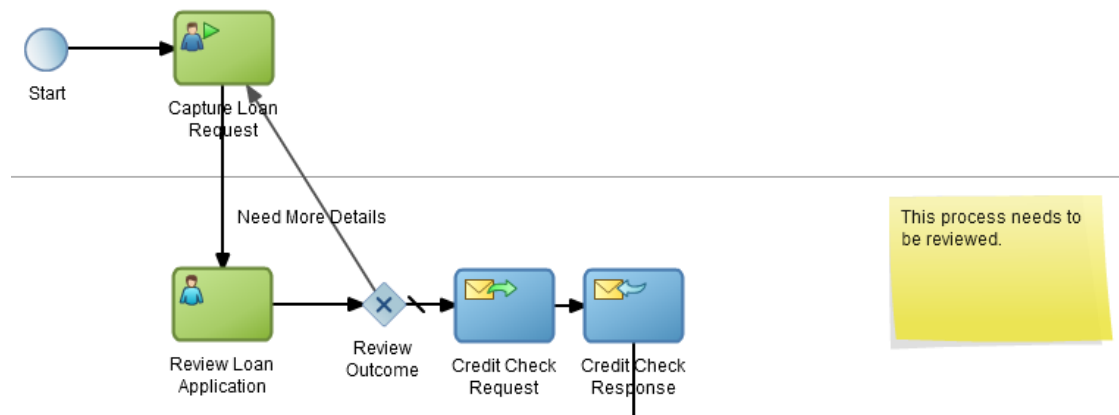 Start
Capture Loan
Request
Need More Details
This process needs to
be reviewed.
Review Loan
Application
Review
Outcome
Credit Check
Request
Credit Check
Response